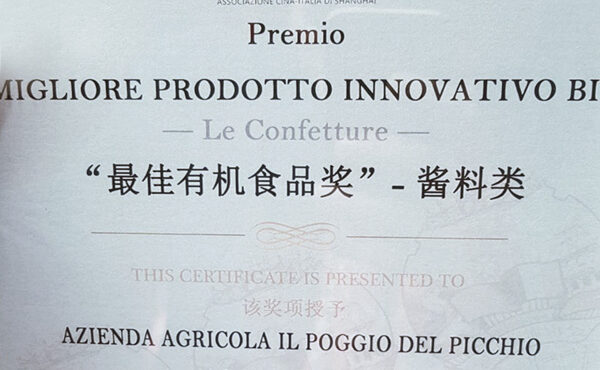 ASSOCIAZIONE CINA-ITALIA DI SHANGHAI
Premio
MIGLIORE PRODOTTO INNOVATIVO BI
— Le Confetture —
“最佳有机食品奖” - 酱料类
THIS CERTIFICATE IS PRESENTED TO
该奖项授予
AZIENDA AGRICOLA IL POGGIO DEL PICCHIO